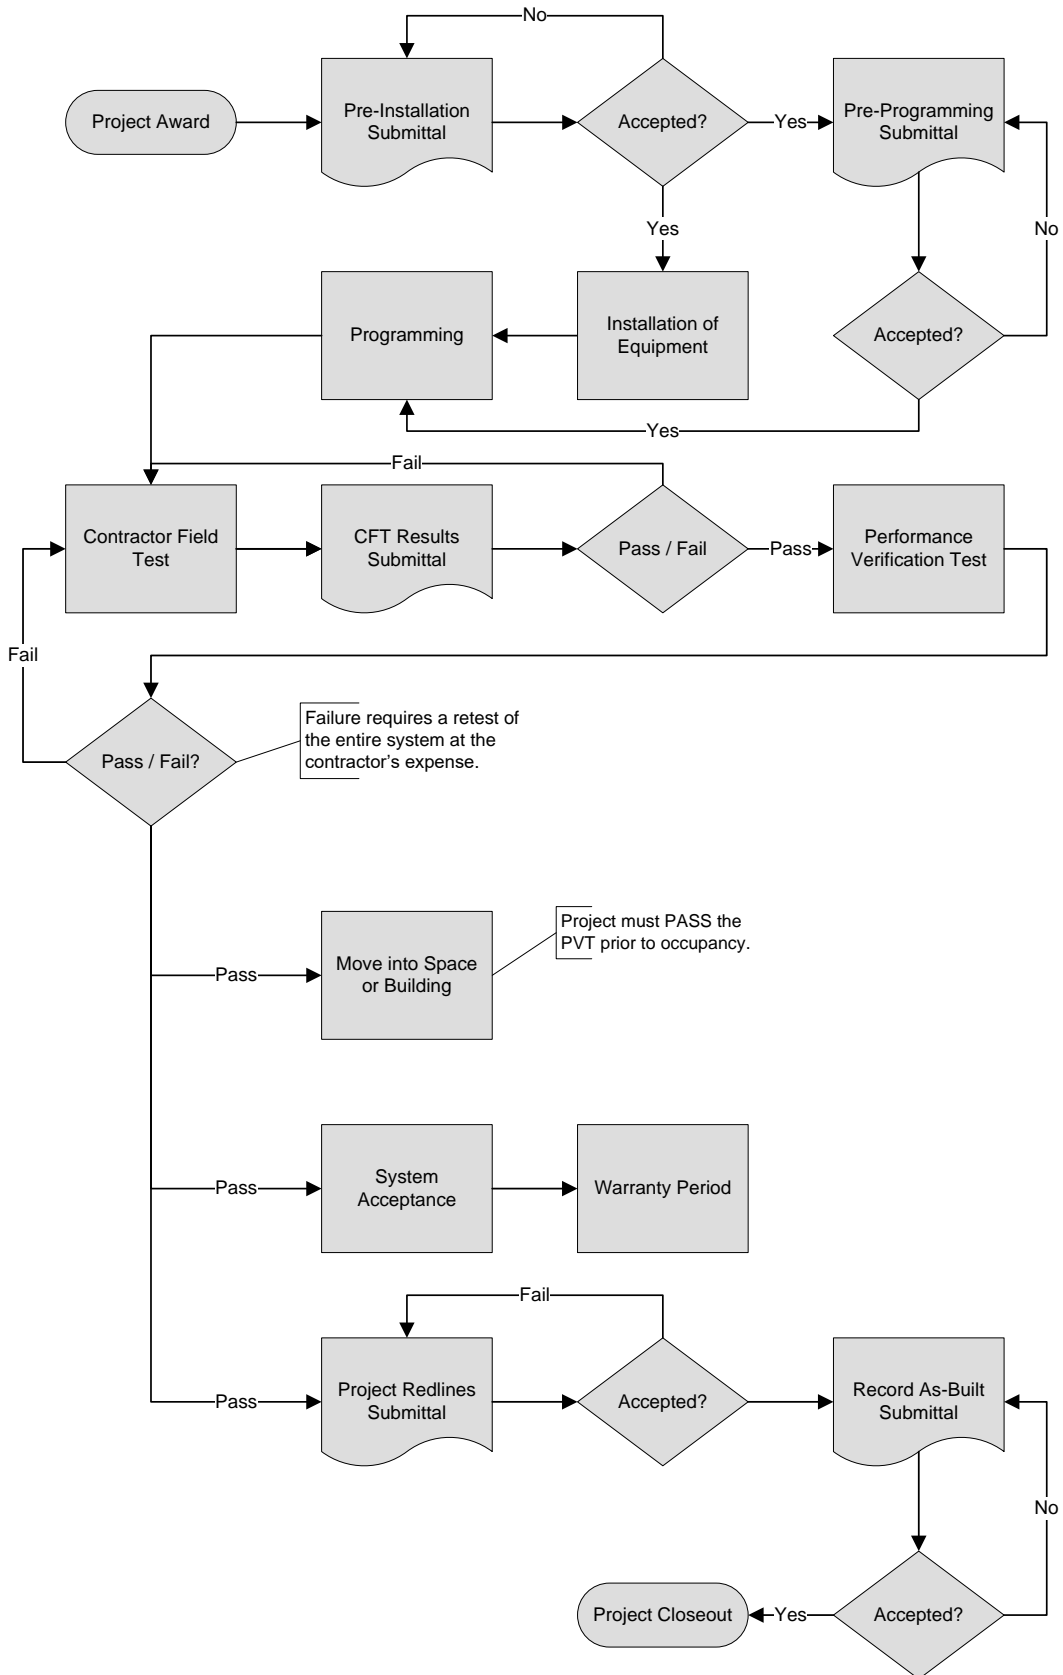 No
Project Award
Pre-Installation
Submittal
Accepted?
Yes
Pre-Programming
Submittal
Yes
No
Programming
Installation of
Equipment
Accepted?
Yes
Fail
Contractor Field
Test
CFT Results
Submittal
Pass / Fail
Pass
Performance
Verification Test
Fail
Pass / Fail?
Failure requires a retest of
the entire system at the
contractor's expense.
Project must PASS the
PVT prior to occupancy.
Pass
Move into Space
or Building
Pass
System
Acceptance
Warranty Period
Fail
Pass
Project Redlines
Submittal
Accepted?
Record As-Built
Submittal
No
Project Closeout
Yes
Accepted?